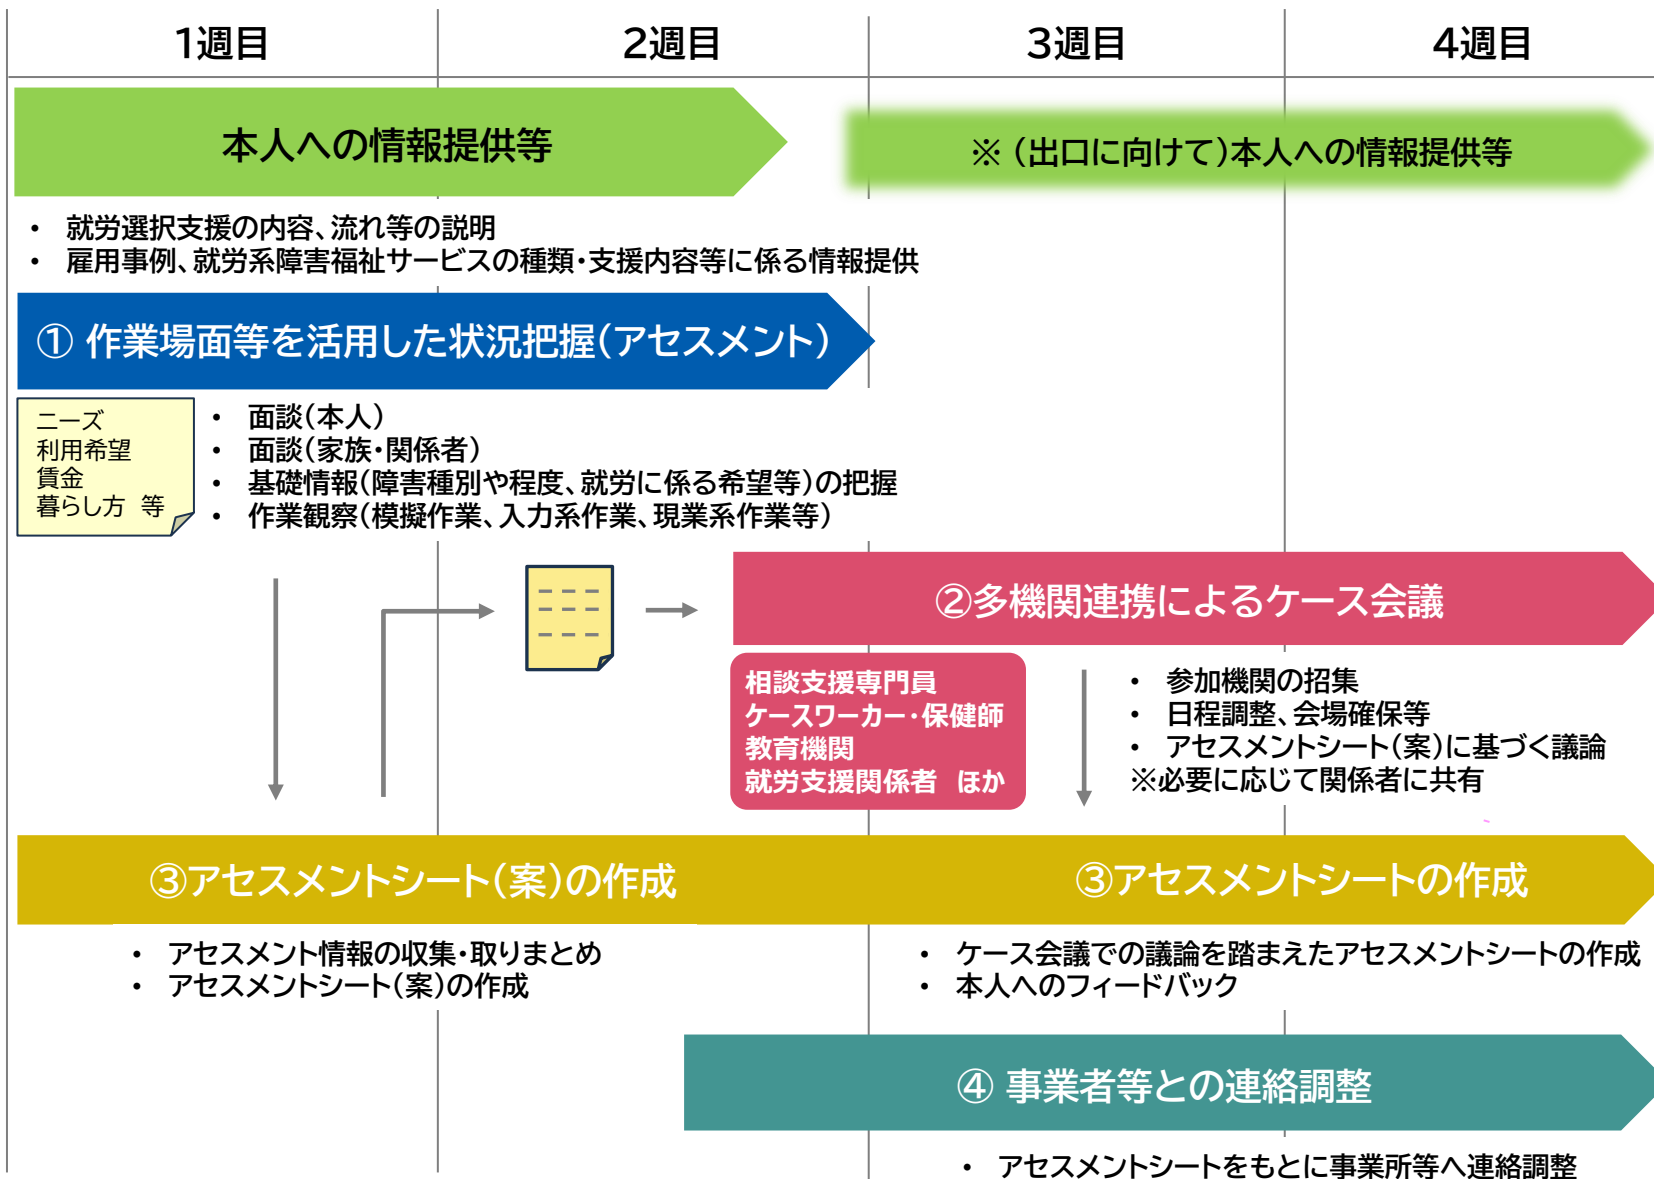 1週目
2週目
3週目
4週目
本人への情報提供等
※（出口に向けて）本人への情報提供等
・ 就労選択支援の内容、流れ等の説明
・ 雇用事例、就労系障害福祉サービスの種類・支援内容等に係る情報提供
① 作業場面等を活用した状況把握（アセスメント）
ニーズ
利用希望
賃金
暮らし方 等
・ 面談（本人）
・ 面談（家族・関係者）
・ 基礎情報（障害種別や程度、就労に係る希望等）の把握
・ 作業観察（模擬作業、入力系作業、現業系作業等）
②多機関連携によるケース会議
相談支援専門員
ケースワーカー・保健師
教育機関
就労支援関係者 ほか
・ 参加機関の招集
・ 日程調整、会場確保等
・ アセスメントシート（案）に基づく議論
※必要に応じて関係者に共有
③アセスメントシート（案）の作成
③アセスメントシートの作成
・ アセスメント情報の収集・取りまとめ
・ アセスメントシート（案）の作成
・ ケース会議での議論を踏まえたアセスメントシートの作成
・ 本人へのフィードバック
④ 事業者等との連絡調整
・ アセスメントシートをもとに事業所等へ連絡調整